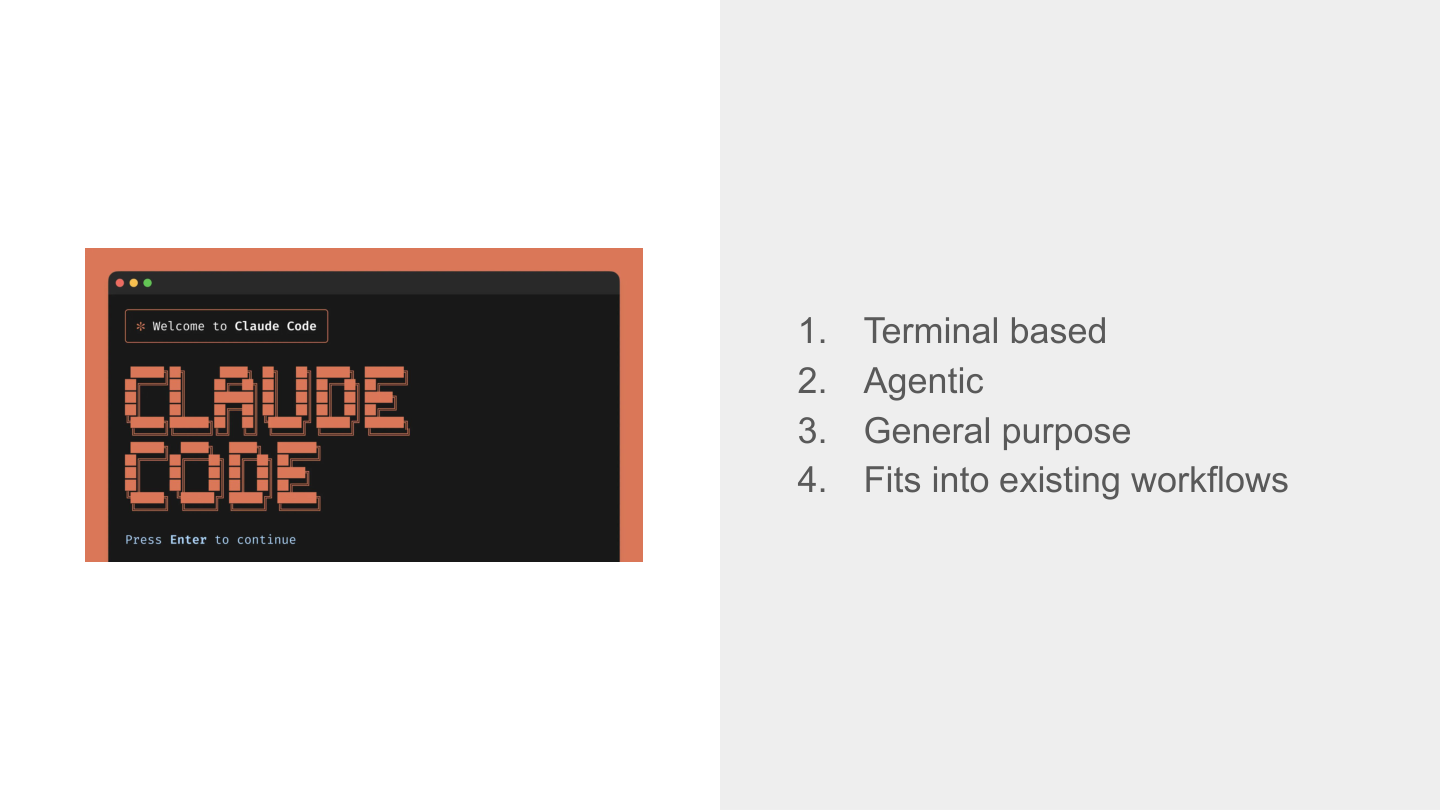 ✻ Welcome to Claude Code
CLAUDE
CODE
Press Enter to continue
1. Terminal based
2. Agentic
3. General purpose
4. Fits into existing workflows